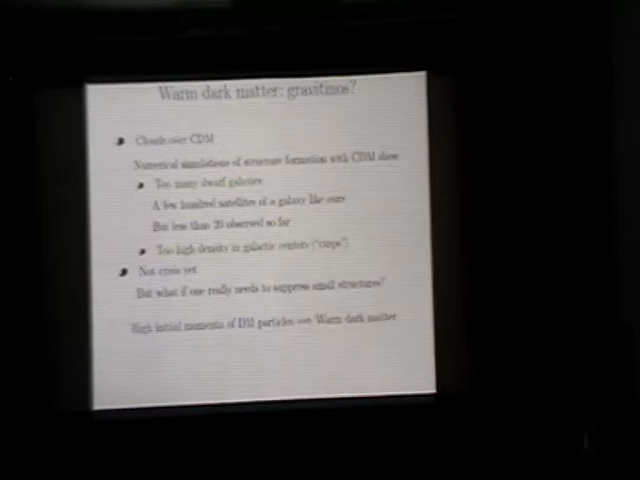 Warm dark matter: gravitinos?
Clouds over CDM
Numerical simulations of structure formation with CDM show
Too many dwarf galaxies
A few hundred satellites of a galaxy like ours
But less than 20 observed so far
Too high density in galactic centers ("cusps")
Not crisis yet
But what if one really needs to suppress small structures?
High initial momenta of DM particles Warm dark matter